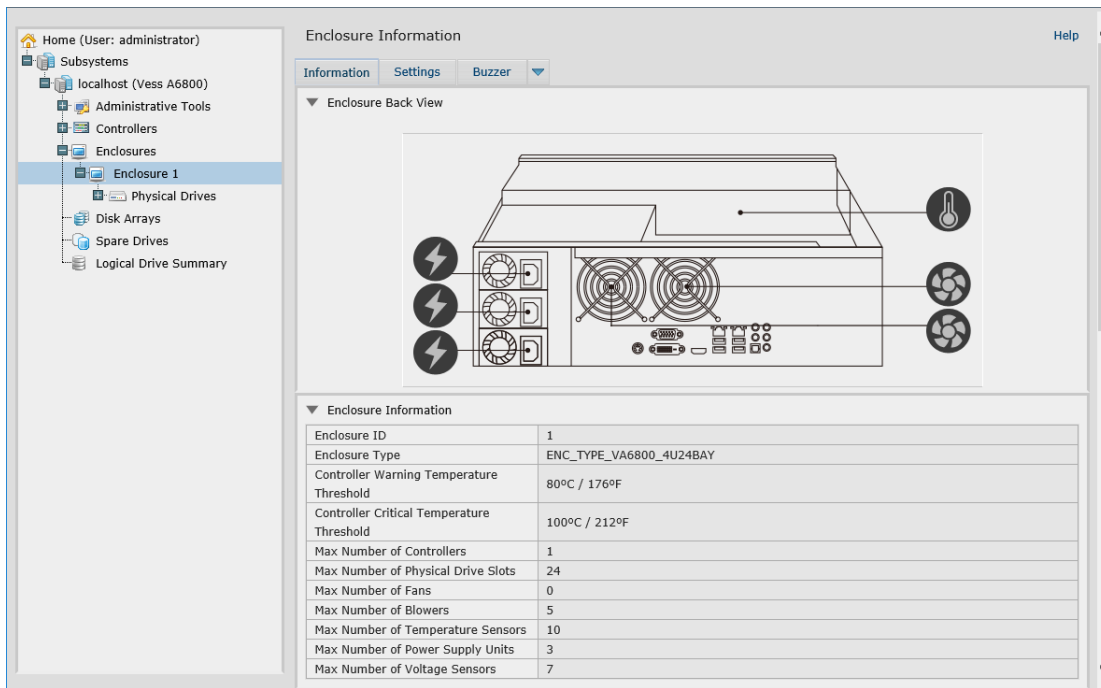 Home (User: administrator)
Subsystems
localhost (Vess A6800)
Administrative Tools
Controllers
Enclosures
Enclosure 1
Physical Drives
Disk Arrays
Spare Drives
Logical Drive Summary
Enclosure Information
Help
Information Settings Buzzer
Enclosure Back View
Enclosure Information
Enclosure ID 1
Enclosure Type ENC_TYPE_VA6800_4U24BAY
Controller Warning Temperature
Threshold 80ºC / 176ºF
Controller Critical Temperature
Threshold 100ºC / 212ºF
Max Number of Controllers 1
Max Number of Physical Drive Slots 24
Max Number of Fans 0
Max Number of Blowers 5
Max Number of Temperature Sensors 10
Max Number of Power Supply Units 3
Max Number of Voltage Sensors 7